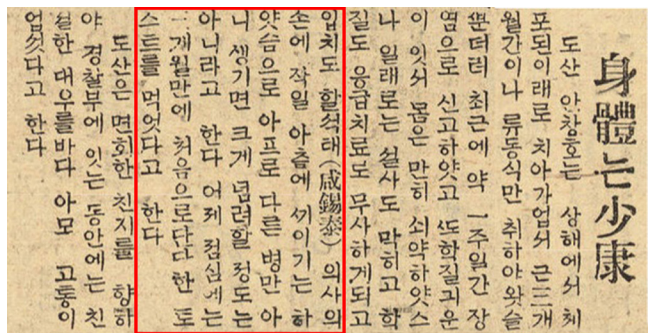 身體는少康
도산 안창호는 상해에서 체
포된이래로 치아가업서 근三개
월간이나 류동식만 취하야왓슬
뿐더러 최근에 약 一주일간 장
염으로 신고하얏고 ᄯᅩ학질긔운
이 잇서 몸은 만히 쇠약하얏스
나 일래로는 설사도 막히고 학
질도 응급치료로 무사하게되고
입치도 함석태(咸錫泰) 의사의
손에 작일 아츰에 ᄭᅵ이기는 하
얏슴으로 아프로 다른 병만 아
니 생기면 크게 념려할 정도는
아니라고 한다 어제 점심에는
三개월만에 처음으로단단한 토
스트를 먹엇다고 한다
도산은 면회한 친지를 향하
야 경찰부에 잇는 동안에는 친
절한 대우를바다 아모 고통이
업섯다고 한다